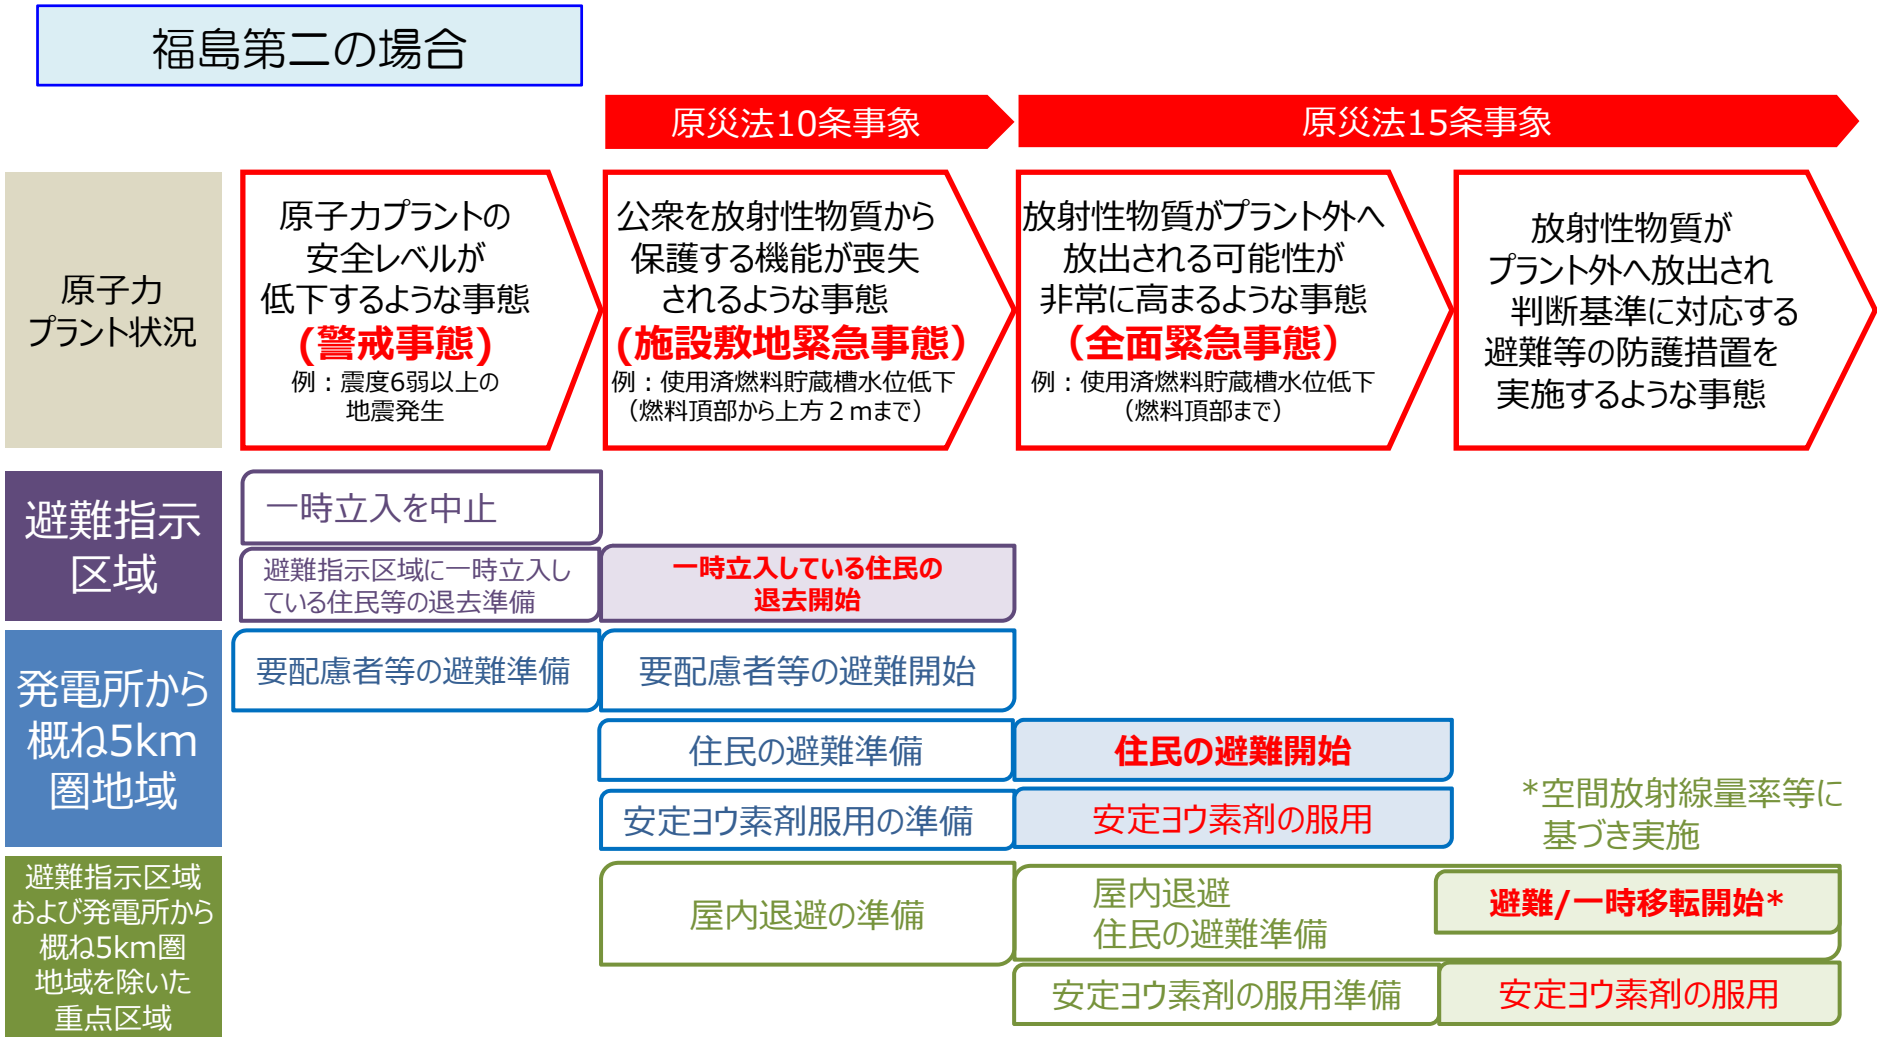 福島第二の場合
原災法10条事象
原災法15条事象
原子力
プラント状況
原子力プラントの
安全レベルが
低下するような事態
(警戒事態)
例：震度6弱以上の
地震発生
公衆を放射性物質から
保護する機能が喪失
されるような事態
(施設敷地緊急事態）
例：使用済燃料貯蔵槽水位低下
（燃料頂部から上方２ｍまで）
放射性物質がプラント外へ
放出される可能性が
非常に高まるような事態
（全面緊急事態）
例：使用済燃料貯蔵槽水位低下
（燃料頂部まで）
放射性物質が
プラント外へ放出され
判断基準に対応する
避難等の防護措置を
実施するような事態
避難指示
区域
一時立入を中止
避難指示区域に一時立入し
ている住民等の退去準備
一時立入している住民の
退去開始
発電所から
概ね5km
圏地域
要配慮者等の避難準備
要配慮者等の避難開始
住民の避難準備
住民の避難開始
安定ヨウ素剤服用の準備
安定ヨウ素剤の服用
*空間放射線量率等に
基づき実施
避難指示区域
および発電所から
概ね5km圏
地域を除いた
重点区域
屋内退避の準備
屋内退避
住民の避難準備
避難/一時移転開始*
安定ヨウ素剤の服用準備
安定ヨウ素剤の服用